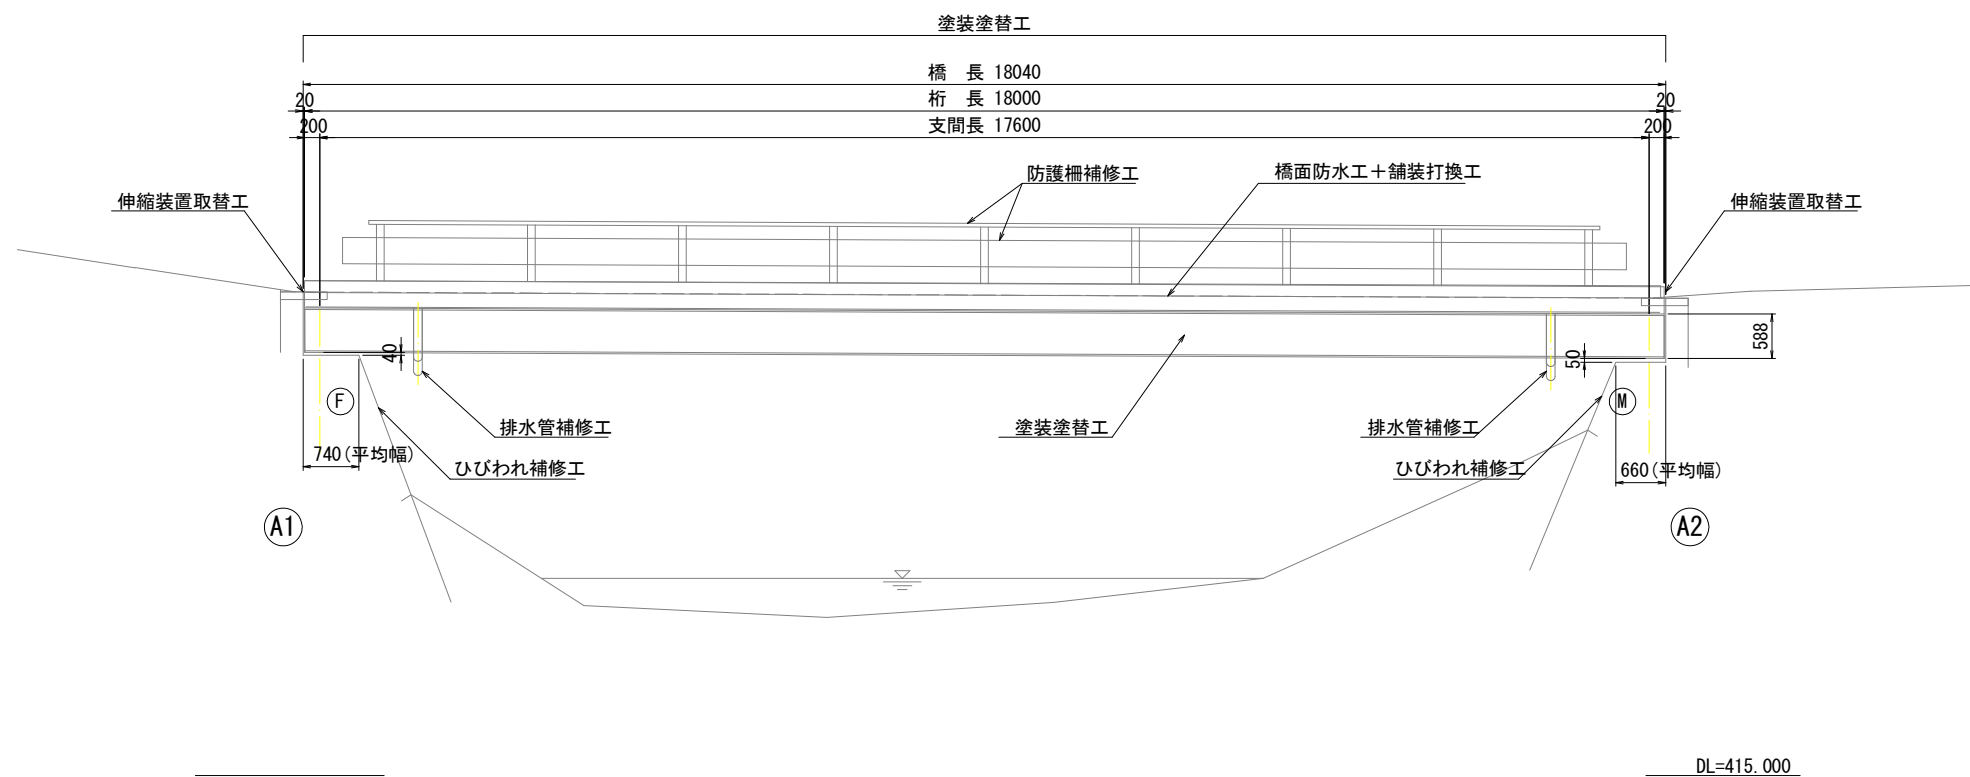 塗装塗替工
橋　長 18040
20 桁　長 18000 20
200 支間長 17600 200
防護柵補修工
橋面防水工＋舗装打換工
伸縮装置取替工
伸縮装置取替工
588
40
50
F
M
排水管補修工
塗装塗替工
排水管補修工
740(平均幅)
ひびわれ補修工
ひびわれ補修工
660(平均幅)
A1
A2
DL=415.000